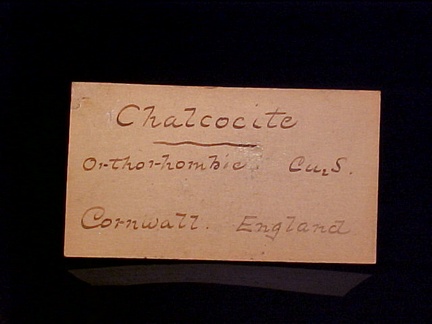 Chalcocite
Orthorhombic Cu₂S.
Cornwall. England